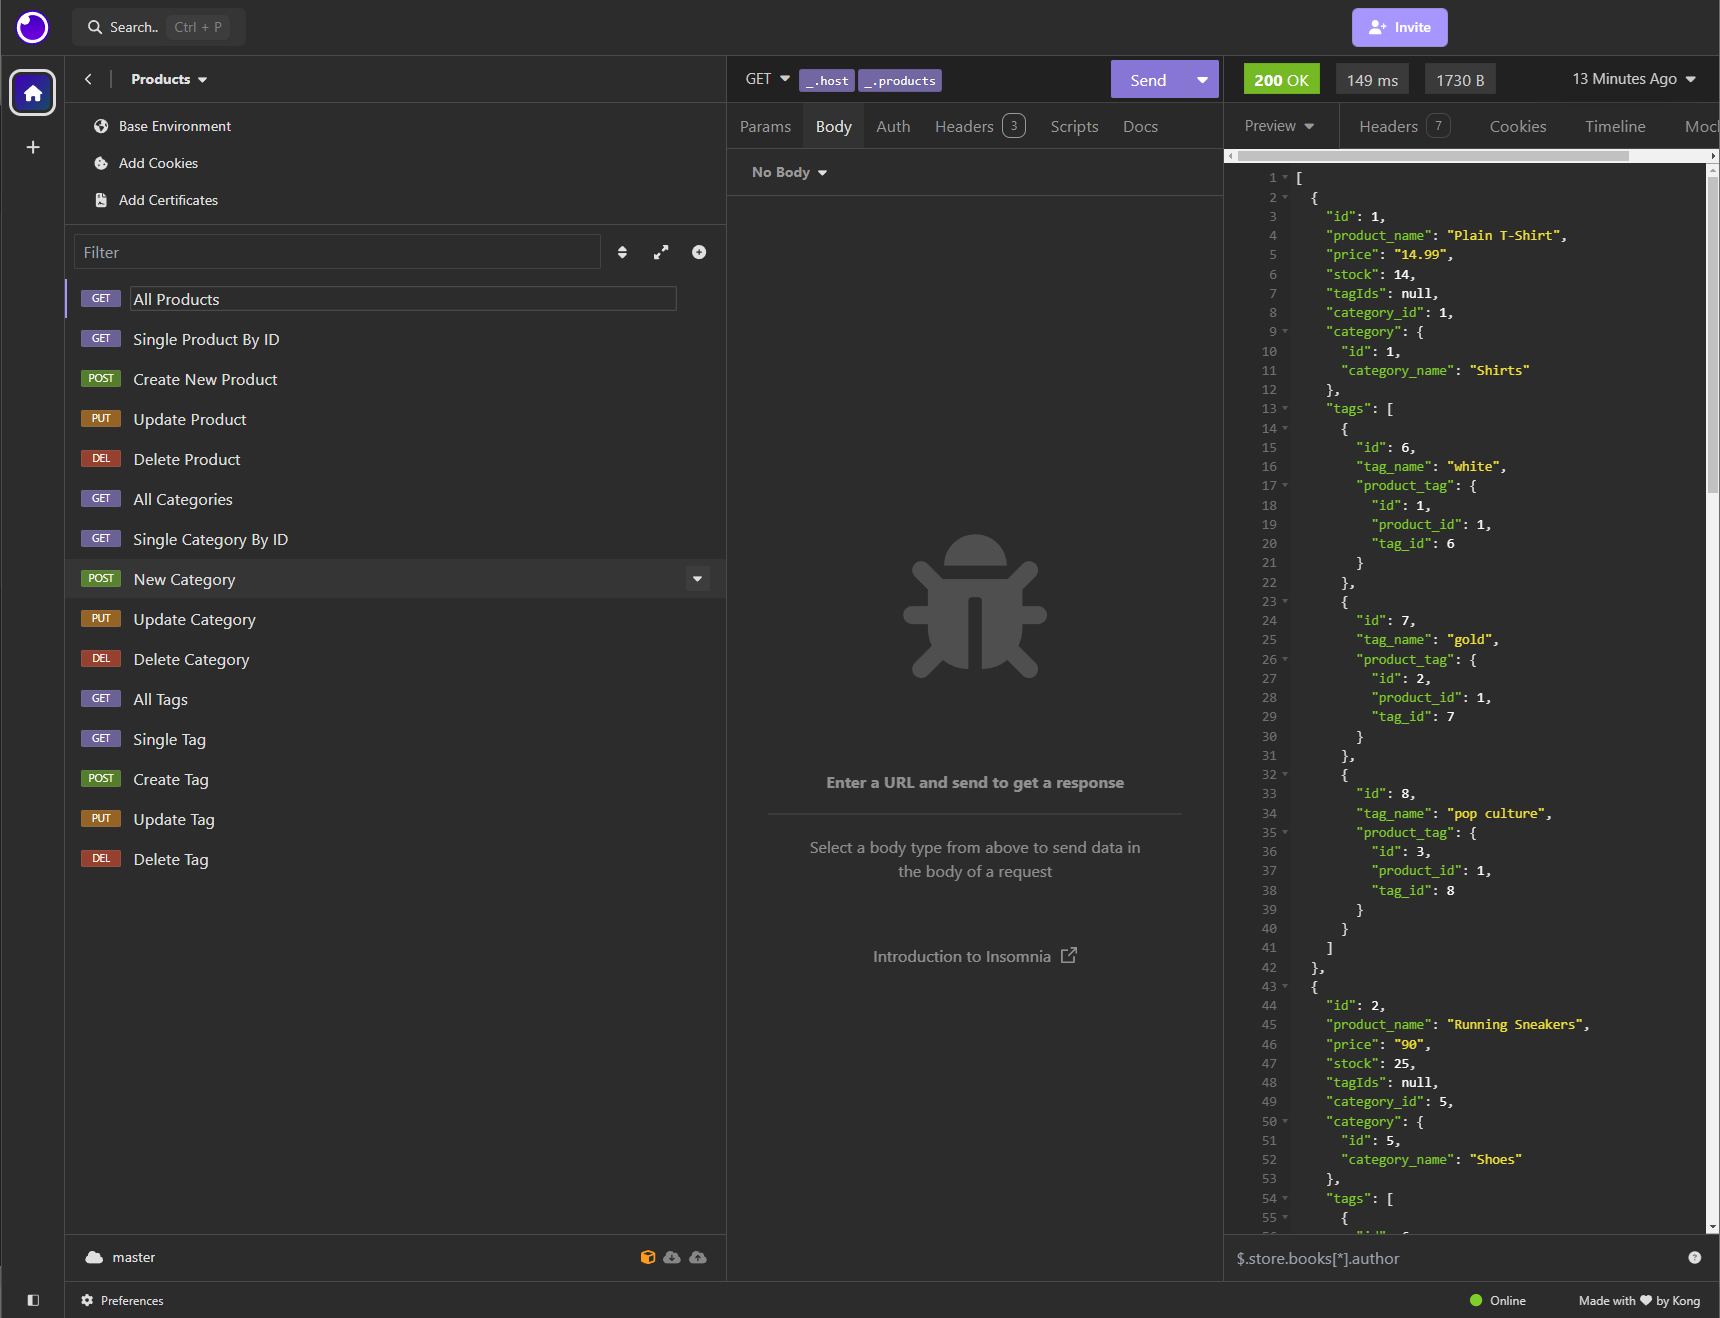 Search.. Ctrl + P
Invite
Products
Base Environment
Add Cookies
Add Certificates
Filter
GET All Products
GET Single Product By ID
POST Create New Product
PUT Update Product
DEL Delete Product
GET All Categories
GET Single Category By ID
POST New Category
PUT Update Category
DEL Delete Category
GET All Tags
GET Single Tag
POST Create Tag
PUT Update Tag
DEL Delete Tag
master
Preferences
GET _.host _.products Send
Params Body Auth Headers 3 Scripts Docs
No Body
Enter a URL and send to get a response
Select a body type from above to send data in
the body of a request
Introduction to Insomnia
200 OK 149 ms 1730 B 13 Minutes Ago
Preview Headers 7 Cookies Timeline Moc
1 [
2 {
3 "id": 1,
4 "product_name": "Plain T-Shirt",
5 "price": "14.99",
6 "stock": 14,
7 "tagIds": null,
8 "category_id": 1,
9 "category": {
10 "id": 1,
11 "category_name": "Shirts"
12 },
13 "tags": [
14 {
15 "id": 6,
16 "tag_name": "white",
17 "product_tag": {
18 "id": 1,
19 "product_id": 1,
20 "tag_id": 6
21 }
22 },
23 {
24 "id": 7,
25 "tag_name": "gold",
26 "product_tag": {
27 "id": 2,
28 "product_id": 1,
29 "tag_id": 7
30 }
31 },
32 {
33 "id": 8,
34 "tag_name": "pop culture",
35 "product_tag": {
36 "id": 3,
37 "product_id": 1,
38 "tag_id": 8
39 }
40 }
41 ]
42 },
43 {
44 "id": 2,
45 "product_name": "Running Sneakers",
46 "price": "90",
47 "stock": 25,
48 "tagIds": null,
49 "category_id": 5,
50 "category": {
51 "id": 5,
52 "category_name": "Shoes"
53 },
54 "tags": [
55 {
$.store.books[*].author
Online
Made with ♥ by Kong